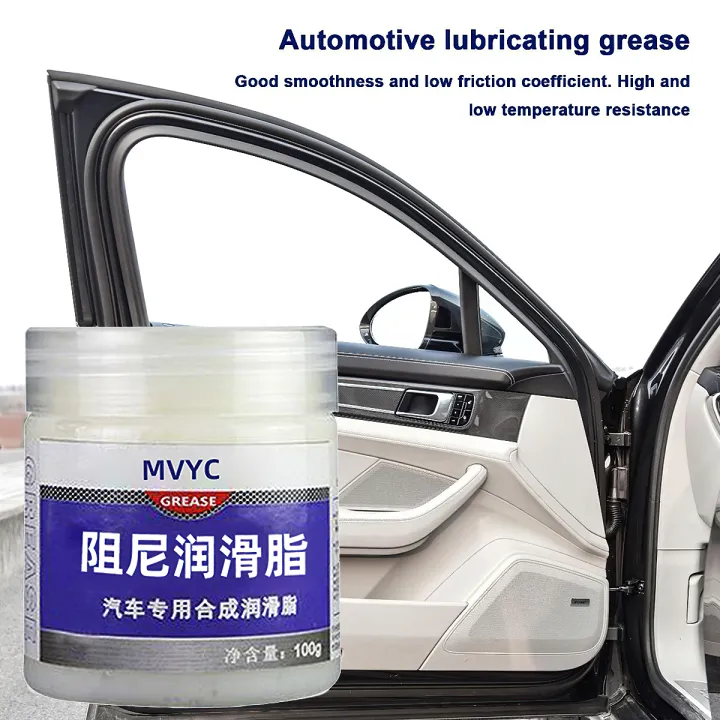 Automotive lubricating grease
Good smoothness and low friction coefficient. High and
low temperature resistance
MVYC
GREASE
阻尼润滑脂
汽车专用合成润滑脂
净含量：100g
GREASE